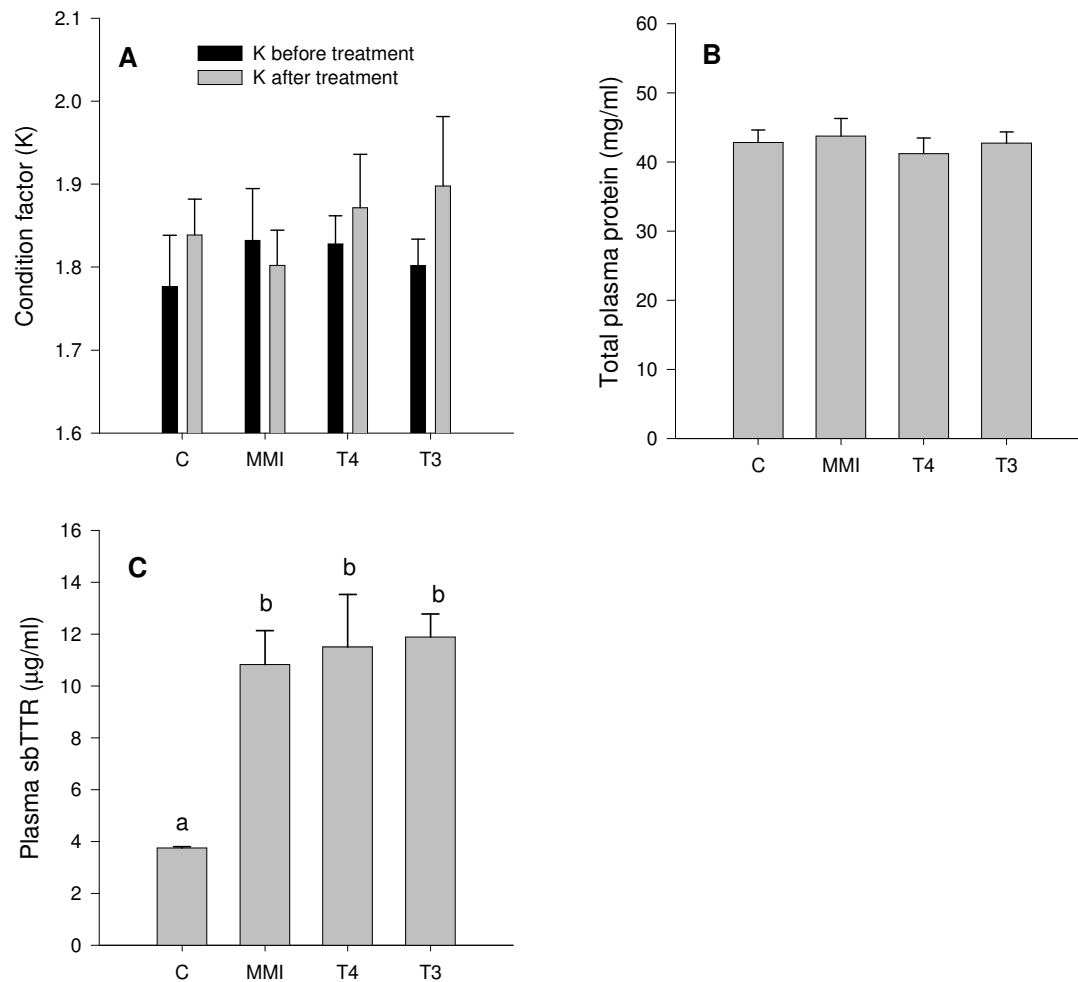 A
K before treatment
K after treatment
Condition factor (K)
2.1
2.0
1.9
1.8
1.7
1.6
C MMI T4 T3
B
Total plasma protein (mg/ml)
60
50
40
30
20
10
0
C MMI T4 T3
C
Plasma sbTTR (µg/ml)
16
14
12
10
8
6
4
2
0
a b b b
C MMI T4 T3